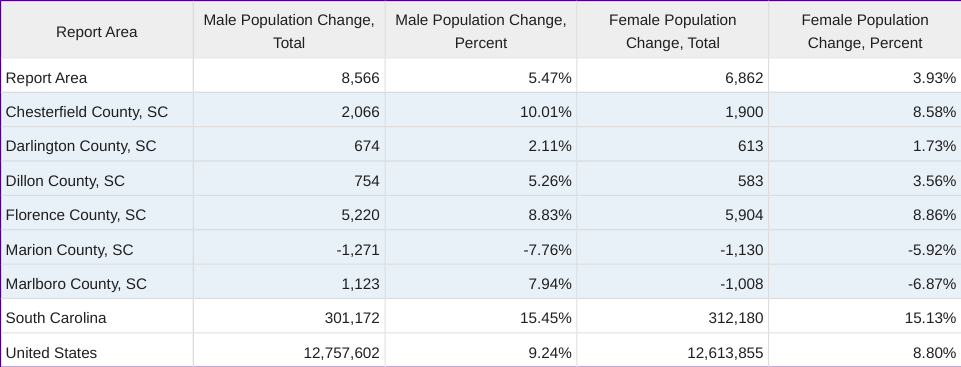 Report Area | Male Population Change, Total | Male Population Change, Percent | Female Population Change, Total | Female Population Change, Percent
Report Area | 8,566 | 5.47% | 6,862 | 3.93%
Chesterfield County, SC | 2,066 | 10.01% | 1,900 | 8.58%
Darlington County, SC | 674 | 2.11% | 613 | 1.73%
Dillon County, SC | 754 | 5.26% | 583 | 3.56%
Florence County, SC | 5,220 | 8.83% | 5,904 | 8.86%
Marion County, SC | -1,271 | -7.76% | -1,130 | -5.92%
Marlboro County, SC | 1,123 | 7.94% | -1,008 | -6.87%
South Carolina | 301,172 | 15.45% | 312,180 | 15.13%
United States | 12,757,602 | 9.24% | 12,613,855 | 8.80%